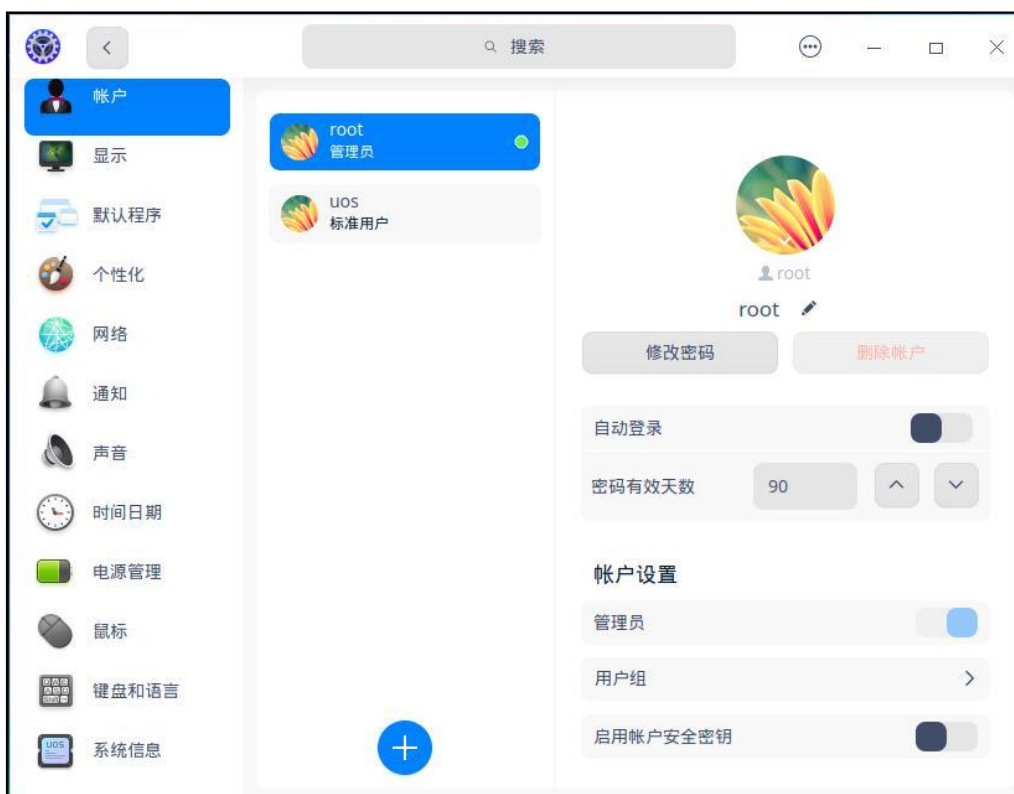 搜索
帐户
显示
默认程序
个性化
网络
通知
声音
时间日期
电源管理
鼠标
键盘和语言
UOS
系统信息
root
管理员
uos
标准用户
root
root
修改密码
删除帐户
自动登录
密码有效天数
90
帐户设置
管理员
用户组
启用帐户安全密钥